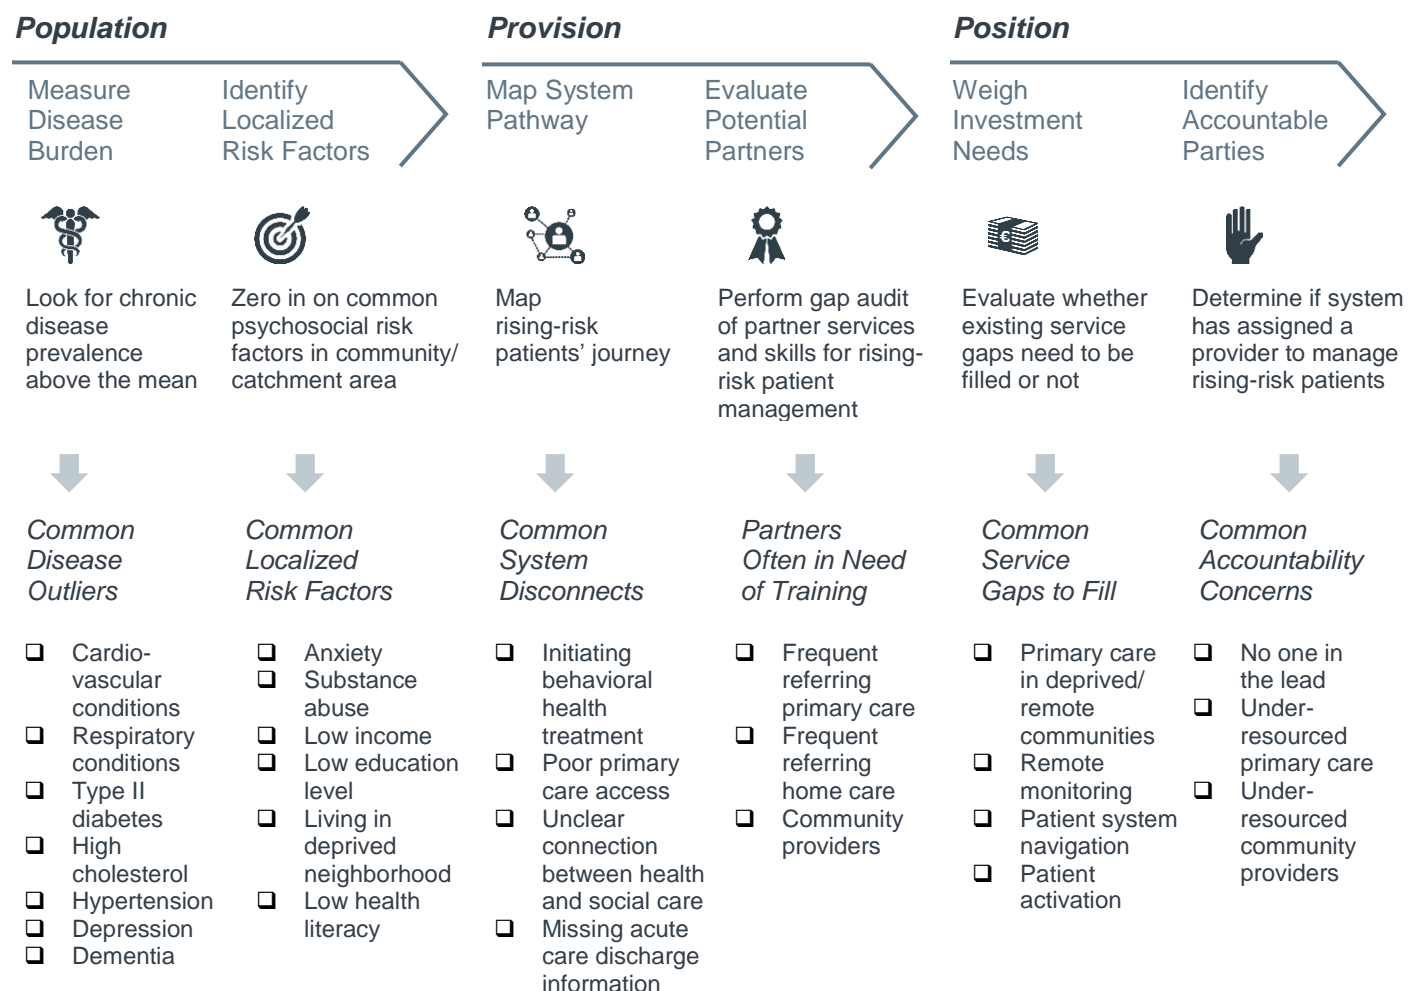 Population
Measure
Disease
Burden
Identify
Localized
Risk Factors
Provision
Map System
Pathway
Evaluate
Potential
Partners
Position
Weigh
Investment
Needs
Identify
Accountable
Parties
Look for chronic
disease
prevalence
above the mean
Zero in on common
psychosocial risk
factors in community/
catchment area
Map
rising-risk
patients’ journey
Perform gap audit
of partner services
and skills for rising-
risk patient
management
€
Evaluate whether
existing service
gaps need to be
filled or not
Determine if system
has assigned a
provider to manage
rising-risk patients
Common
Disease
Outliers
❑ Cardio-
vascular
conditions
❑ Respiratory
conditions
❑ Type II
diabetes
❑ High
cholesterol
❑ Hypertension
❑ Depression
❑ Dementia
Common
Localized
Risk Factors
❑ Anxiety
❑ Substance
abuse
❑ Low income
❑ Low education
level
❑ Living in
deprived
neighborhood
❑ Low health
literacy
Common
System
Disconnects
❑ Initiating
behavioral
health
treatment
❑ Poor primary
care access
❑ Unclear
connection
between health
and social care
❑ Missing acute
care discharge
information
Partners
Often in Need
of Training
❑ Frequent
referring
primary care
❑ Frequent
referring
home care
❑ Community
providers
Common
Service
Gaps to Fill
❑ Primary care
in deprived/
remote
communities
❑ Remote
monitoring
❑ Patient system
navigation
❑ Patient
activation
Common
Accountability
Concerns
❑ No one in
the lead
❑ Under-
resourced
primary care
❑ Under-
resourced
community
providers